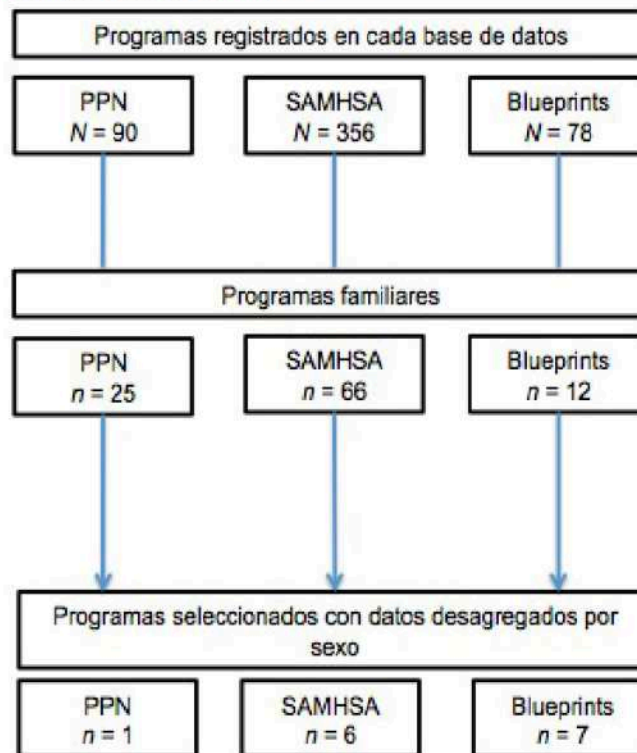 Programas registrados en cada base de datos
PPN
N = 90
SAMHSA
N = 356
Blueprints
N = 78
Programas familiares
PPN
n = 25
SAMHSA
n = 66
Blueprints
n = 12
Programas seleccionados con datos desagregados por
sexo
PPN
n = 1
SAMHSA
n = 6
Blueprints
n = 7